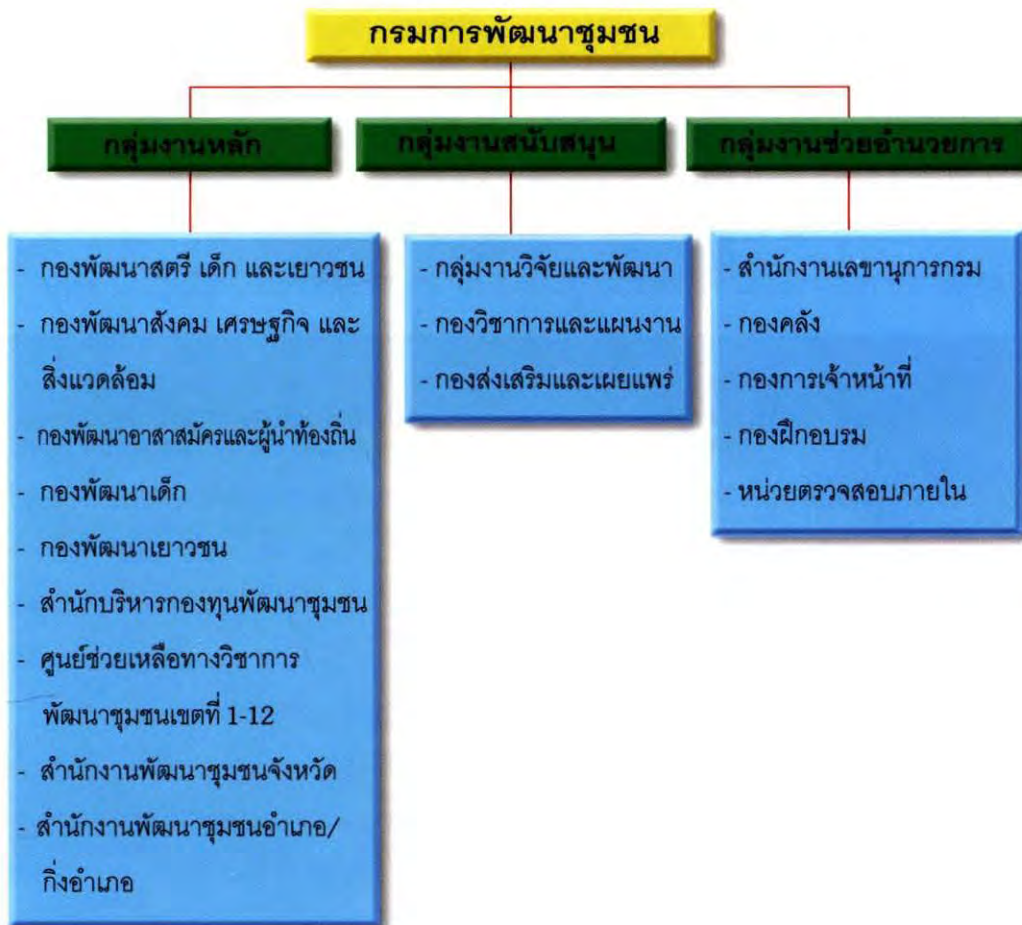 กรมการพัฒนาชุมชน
กลุ่มงานหลัก
- กองพัฒนาสตรี เด็ก และเยาวชน
- กองพัฒนาสังคม เศรษฐกิจ และ
สิ่งแวดล้อม
- กองพัฒนาอาสาสมัครและผู้นำท้องถิ่น
- กองพัฒนาเด็ก
- กองพัฒนาเยาวชน
- สำนักบริหารกองทุนพัฒนาชุมชน
- ศูนย์ช่วยเหลือทางวิชาการ
พัฒนาชุมชนเขตที่ 1-12
- สำนักงานพัฒนาชุมชนจังหวัด
- สำนักงานพัฒนาชุมชนอำเภอ/
กิ่งอำเภอ
กลุ่มงานสนับสนุน
- กลุ่มงานวิจัยและพัฒนา
- กองวิชาการและแผนงาน
- กองส่งเสริมและเผยแพร่
กลุ่มงานช่วยอำนวยการ
- สำนักงานเลขานุการกรม
- กองคลัง
- กองการเจ้าหน้าที่
- กองฝึกอบรม
- หน่วยตรวจสอบภายใน